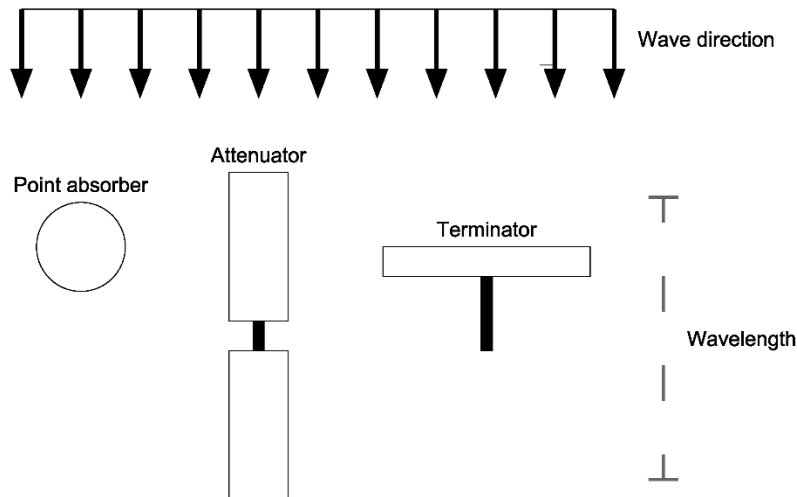 Wave direction
Attenuator
Point absorber
Terminator
Wavelength